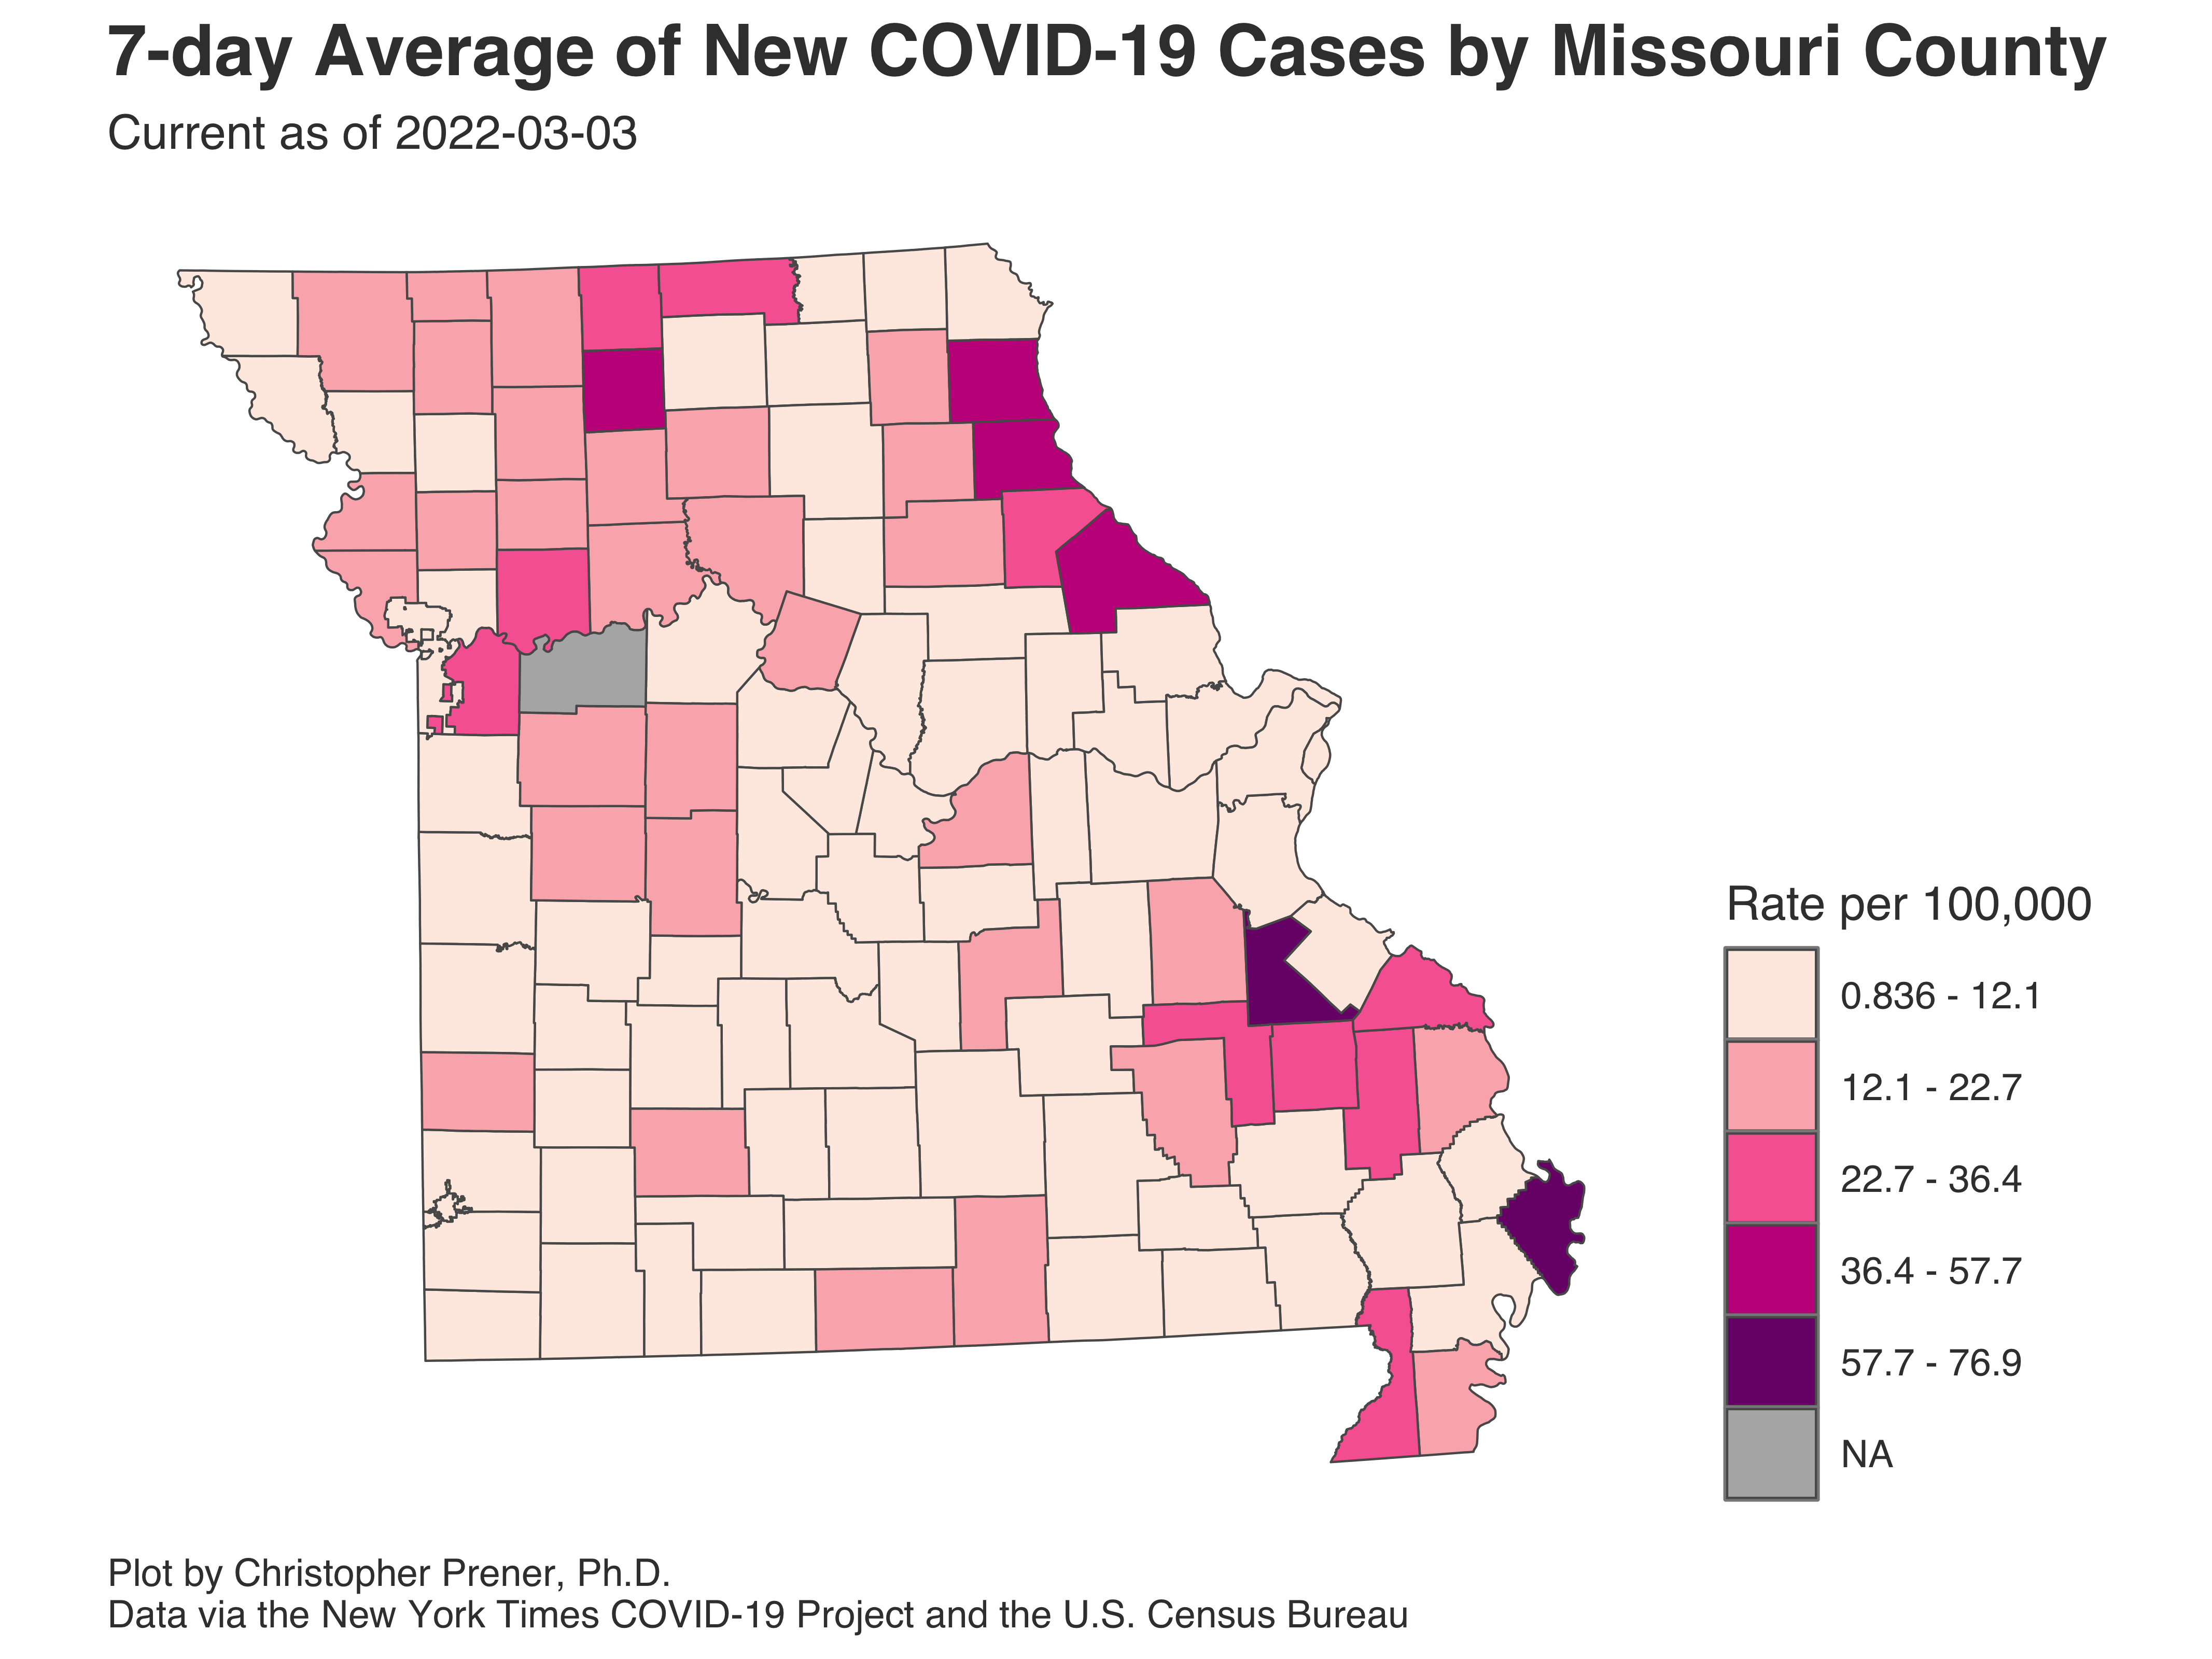 7-day Average of New COVID-19 Cases by Missouri County
Current as of 2022-03-03
Rate per 100,000
0.836 - 12.1
12.1 - 22.7
22.7 - 36.4
36.4 - 57.7
57.7 - 76.9
NA
Plot by Christopher Prener, Ph.D.
Data via the New York Times COVID-19 Project and the U.S. Census Bureau